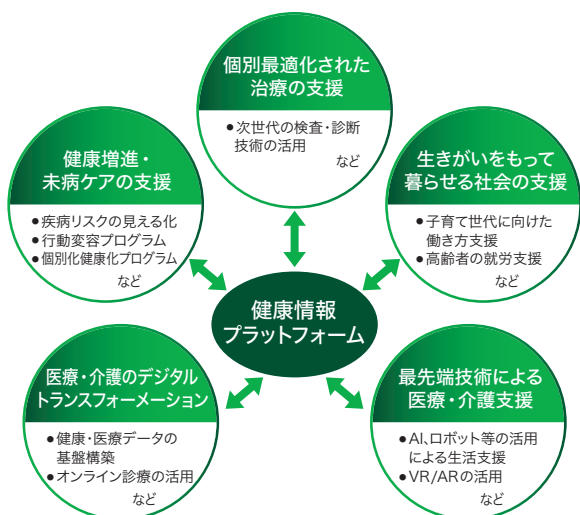 個別最適化された
治療の支援
●次世代の検査・診断
技術の活用
など
健康増進・
未病ケアの支援
●疾病リスクの見える化
●行動変容プログラム
●個別化健康化プログラム
など
生きがいをもって
暮らせる社会の支援
●子育て世代に向けた
働き方支援
●高齢者の就労支援
など
健康情報
プラットフォーム
医療・介護のデジタル
トランスフォーメーション
●健康・医療データの
基盤構築
●オンライン診療の活用
など
最先端技術による
医療・介護支援
●AI、ロボット等の活用
による生活支援
●VR/ARの活用
など